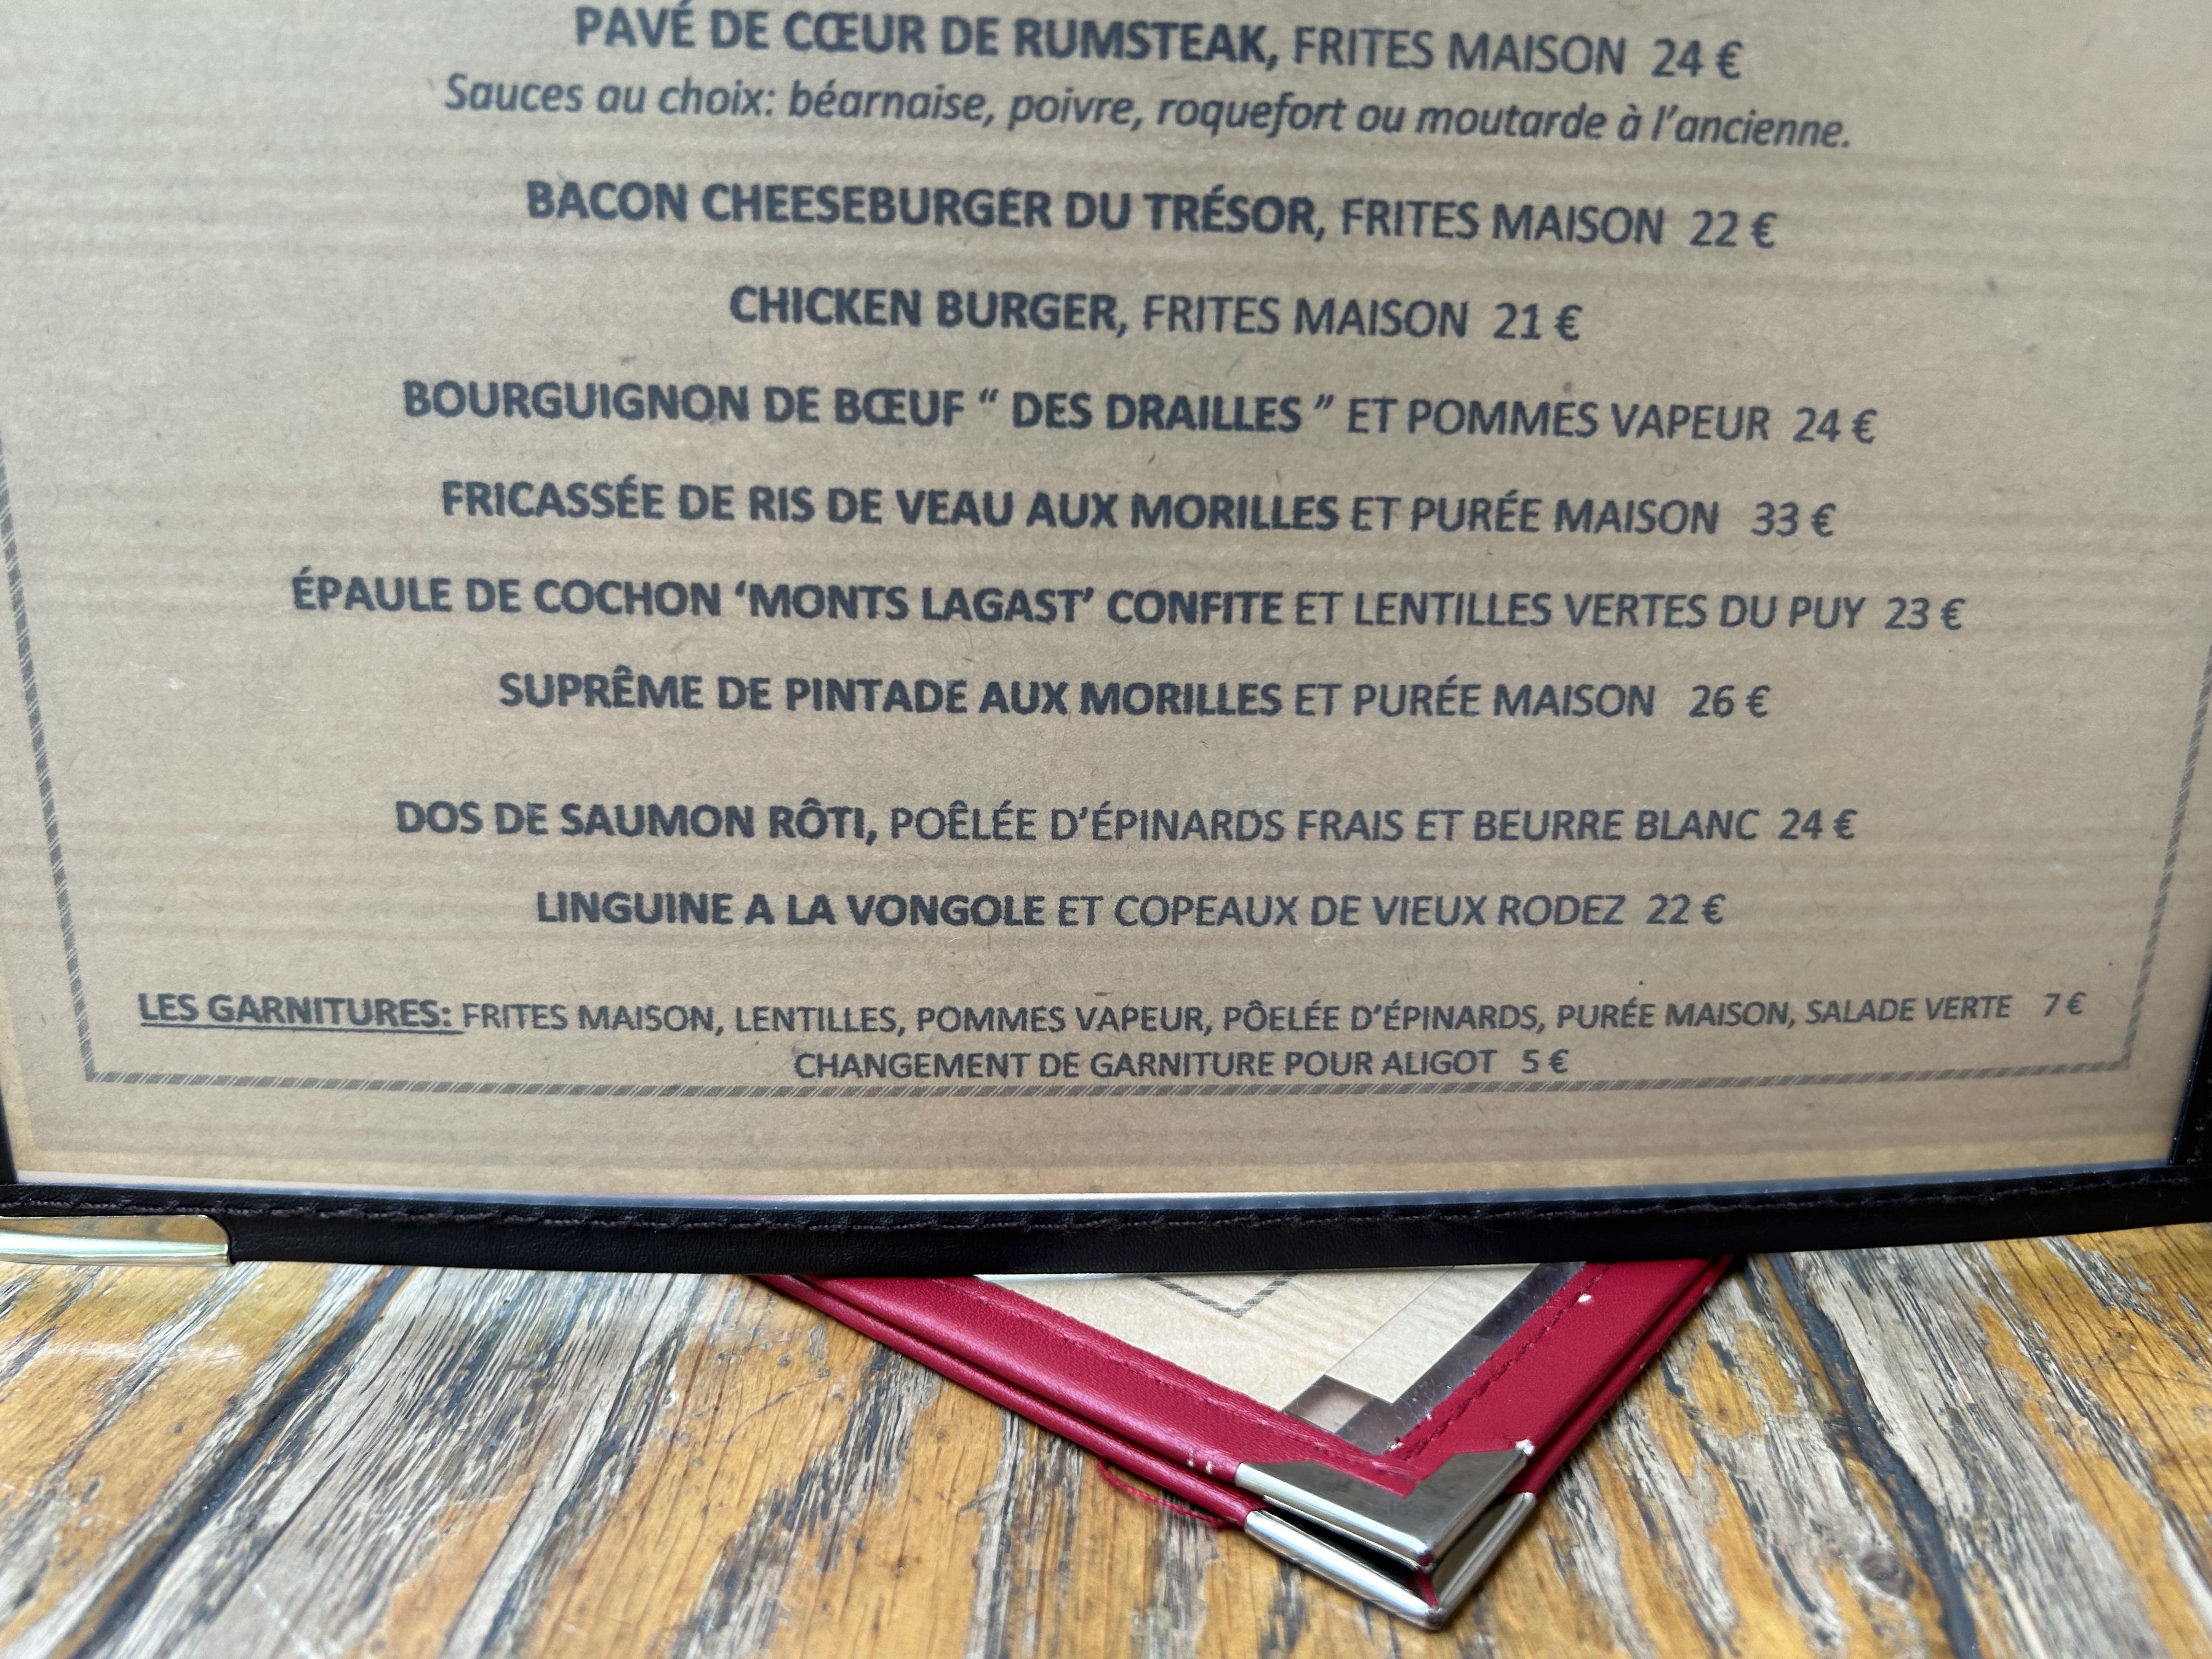 PAVÉ DE CŒUR DE RUMSTEAK, FRITES MAISON 24 €
Sauces au choix: béarnaise, poivre, roquefort ou moutarde à l'ancienne.
BACON CHEESEBURGER DU TRÉSOR, FRITES MAISON 22 €
CHICKEN BURGER, FRITES MAISON 21 €
BOURGUIGNON DE BŒUF “ DES DRAILLES ” ET POMMES VAPEUR 24 €
FRICASSÉE DE RIS DE VEAU AUX MORILLES ET PURÉE MAISON 33 €
ÉPAULE DE COCHON ‘MONTS LAGAST’ CONFITE ET LENTILLES VERTES DU PUY 23 €
SUPRÊME DE PINTADE AUX MORILLES ET PURÉE MAISON 26 €
DOS DE SAUMON RÔTI, POÊLÉE D’ÉPINARDS FRAIS ET BEURRE BLANC 24 €
LINGUINE A LA VONGOLE ET COPEAUX DE VIEUX RODEZ 22 €
LES GARNITURES: FRITES MAISON, LENTILLES, POMMES VAPEUR, PÔELÉE D’ÉPINARDS, PURÉE MAISON, SALADE VERTE 7 €
CHANGEMENT DE GARNITURE POUR ALIGOT 5 €